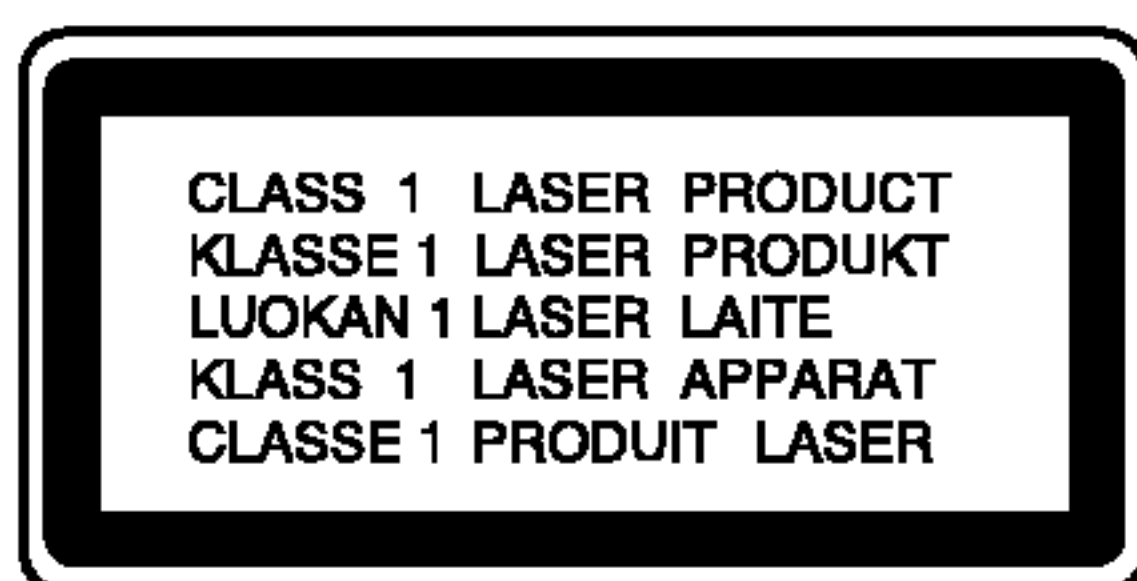 CLASS 1 LASER PRODUCT
KLASSE 1 LASER PRODUKT
LUOKAN 1 LASER LAITE
KLASS 1 LASER APPARAT
CLASSE 1 PRODUIT LASER